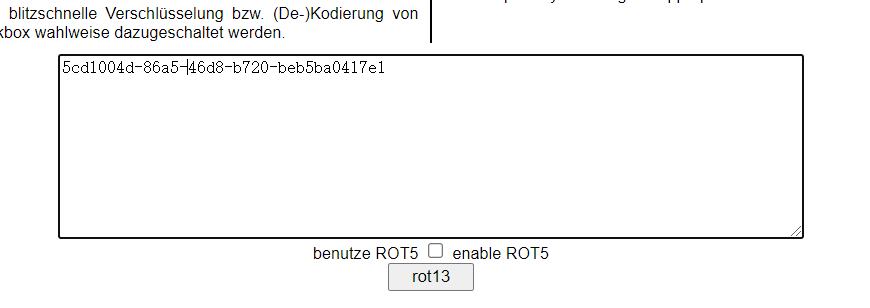 blitzschnelle Verschlüsselung bzw. (De-)Kodierung von
kbox wahlweise dazugeschaltet werden.
5cd1004d-86a5-46d8-b720-beb5ba0417e1
benutze ROT5 enable ROT5
rot13